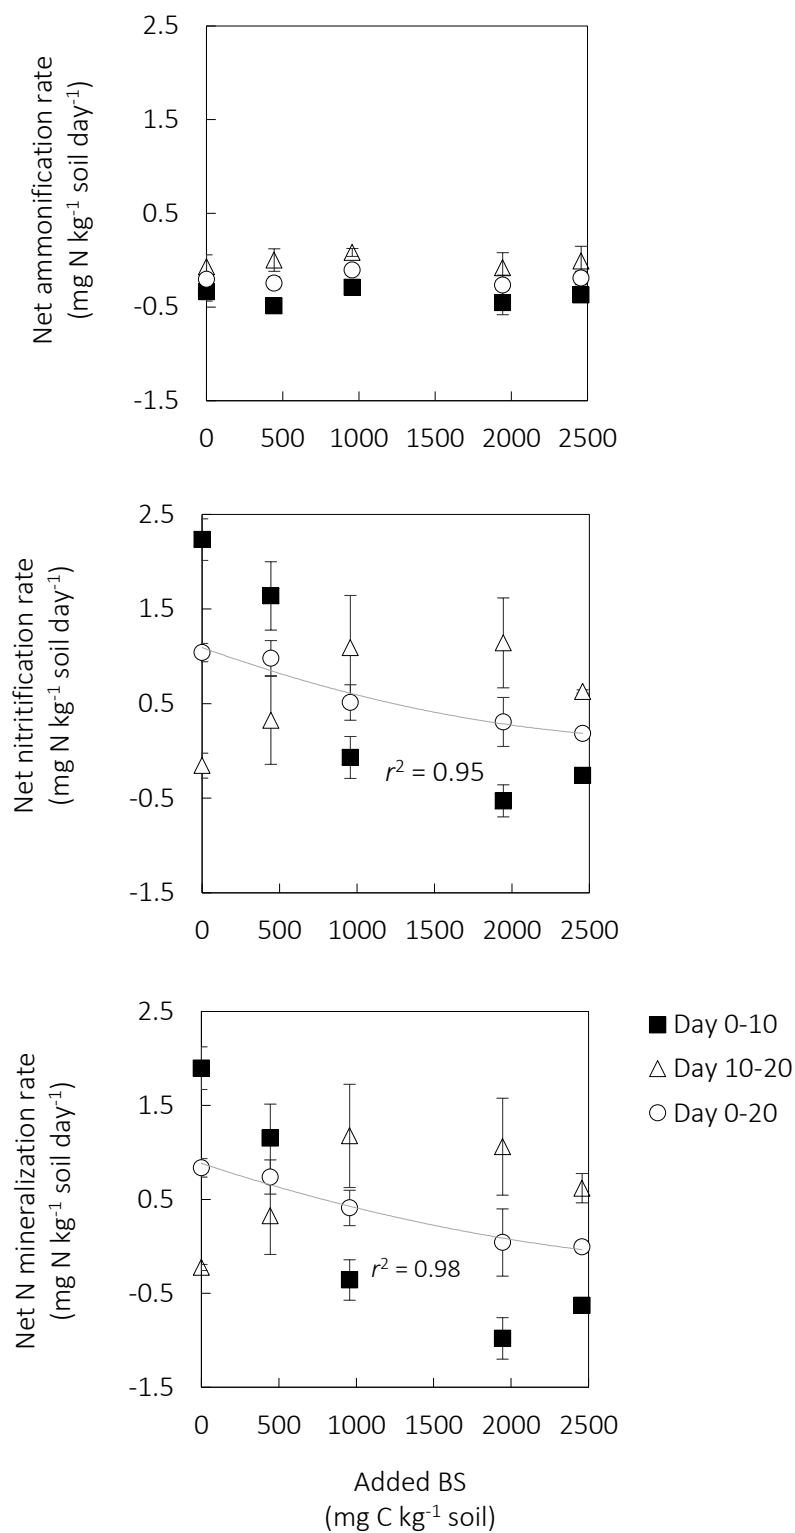 2.5
1.5
0.5
-0.5
-1.5
Net ammonification rate
(mg N kg⁻¹ soil day⁻¹)
0 500 1000 1500 2000 2500
2.5
1.5
0.5
-0.5
-1.5
Net nitritification rate
(mg N kg⁻¹ soil day⁻¹)
r² = 0.95
0 500 1000 1500 2000 2500
2.5
1.5
0.5
-0.5
-1.5
Net N mineralization rate
(mg N kg⁻¹ soil day⁻¹)
r² = 0.98
Day 0-10
Day 10-20
Day 0-20
0 500 1000 1500 2000 2500
Added BS
(mg C kg⁻¹ soil)